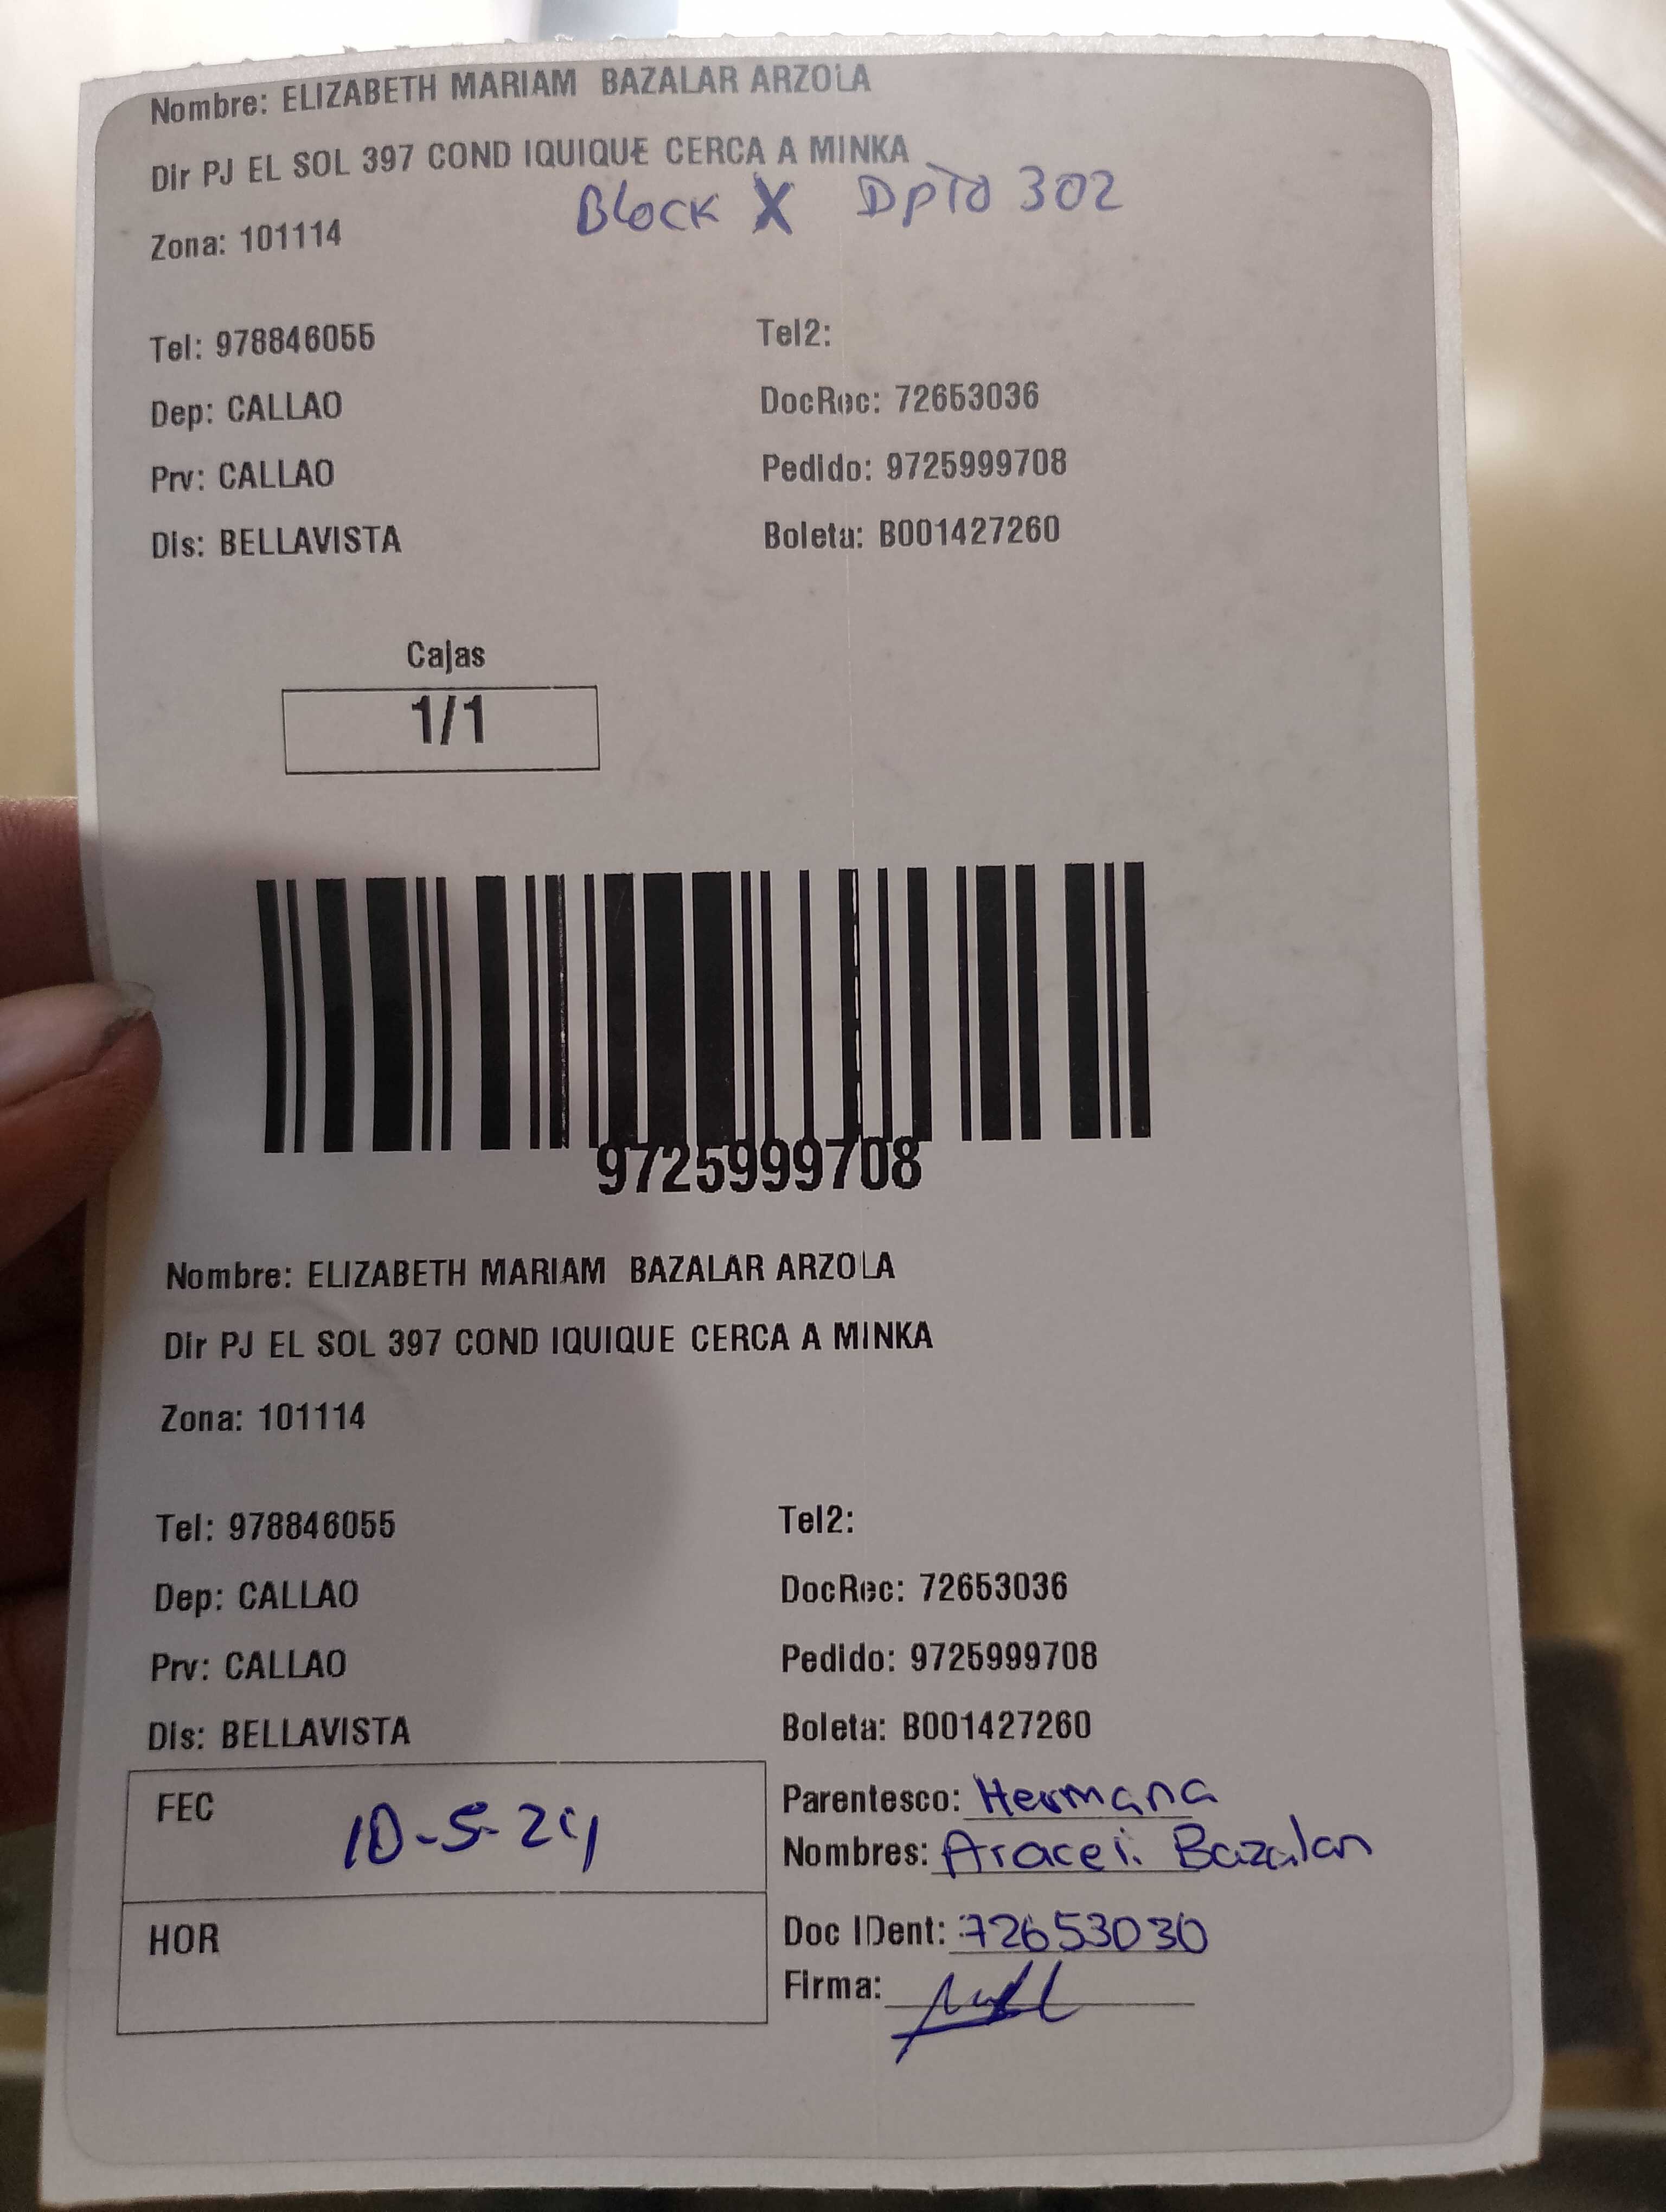 Nombre: ELIZABETH MARIAM BAZALAR ARZOLA
Dir PJ EL SOL 397 COND IQUIQUE CERCA A MINKA
Block X Dpto 302
Zona: 101114
Tel: 978846055 Tel2:
Dep: CALLAO DocRec: 72653036
Prv: CALLAO Pedido: 9725999708
Dis: BELLAVISTA Boleta: B001427260
Cajas
1/1
9725999708
Nombre: ELIZABETH MARIAM BAZALAR ARZOLA
Dir PJ EL SOL 397 COND IQUIQUE CERCA A MINKA
Zona: 101114
Tel: 978846055 Tel2:
Dep: CALLAO DocRec: 72653036
Prv: CALLAO Pedido: 9725999708
Dis: BELLAVISTA Boleta: B001427260
FEC 10-5-24
Parentesco: Hermana
Nombres: Araceli Bazalar
HOR
Doc IDent: 72653030
Firma: